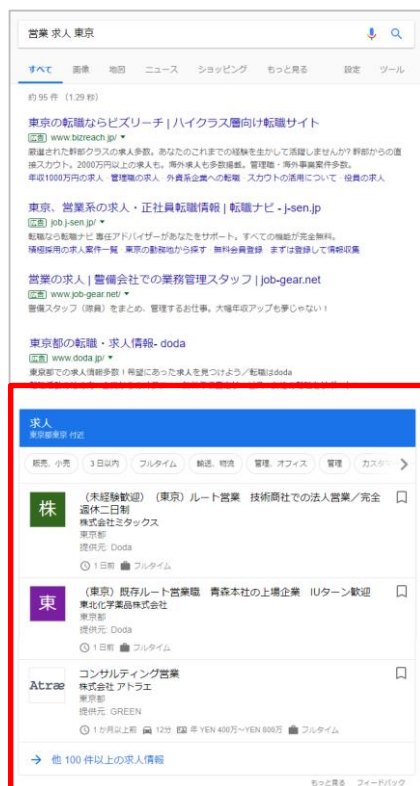 営業 求人 東京
すべて 画像 地図 ニュース ショッピング もっと見る 設定 ツール
約 95 件 （1.29 秒）
東京の転職ならビズリーチ | ハイクラス層向け転職サイト
広告 www.bizreach.jp/
厳選された幹部クラスの求人多数。あなたのこれまでの経験を生かして活躍しませんか? 幹部からの直
接スカウト。2000万円以上の求人も。海外求人も多数掲載。管理職・海外事業案件多数。
年収1000万円の求人・管理職の求人・外資系企業への転職・スカウトの活用について・役員の求人
東京、営業系の求人・正社員転職情報 | 転職ナビ - j-sen.jp
広告 job.j-sen.jp/
転職なら転職ナビ 専任アドバイザーがあなたをサポート。すべての機能が完全無料。
積極採用の求人案件一覧・東京の勤務地から探す・無料会員登録・まずは登録して情報収集
営業の求人 | 警備会社での業務管理スタッフ | job-gear.net
広告 www.job-gear.net/
警備スタッフ（隊員）をまとめ、管理するお仕事。大幅年収アップも夢じゃない！
東京都の転職・求人情報- doda
広告 www.doda.jp/
東京都での求人情報多数！希望にあった求人を見つけよう／転職はdoda
求人
東京都東京 付近
販売、小売 3 日以内 フルタイム 輸送、物流 管理、オフィス 管理 カスタ
株
（未経験歓迎）（東京）ルート営業 技術商社での法人営業／完全
週休二日制
株式会社ミタックス
東京都
提供元: Doda
1 日前 フルタイム
東
（東京）既存ルート営業職 青森本社の上場企業 IUターン歓迎
東北化学薬品株式会社
東京都
提供元: Doda
1 日前 フルタイム
Atræ
コンサルティング営業
株式会社 アトラエ
東京都
提供元: GREEN
1 か月以上前 12分 年 YEN 400万～YEN 800万 フルタイム
他 100 件以上の求人情報
もっと見る フィードバック